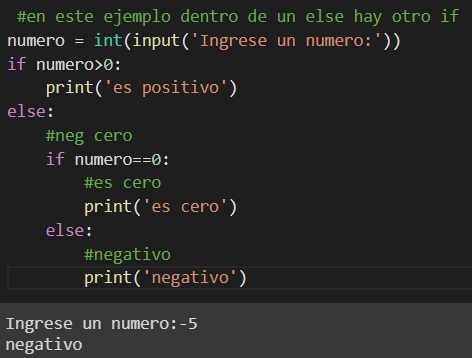 #en este ejemplo dentro de un else hay otro if
numero = int(input('Ingrese un numero:'))
if numero>0:
    print('es positivo')
else:
    #neg cero
    if numero==0:
        #es cero
        print('es cero')
    else:
        #negativo
        print('negativo')
Ingrese un numero:-5
negativo